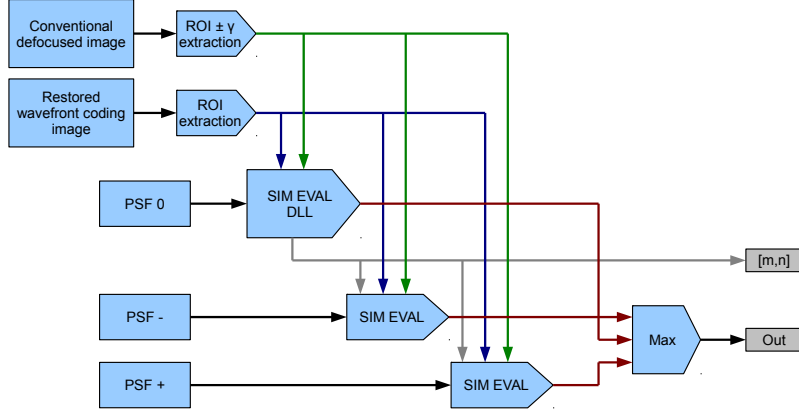 Conventional
defocused image
ROI ± γ
extraction
Restored
wavefront coding
image
ROI
extraction
PSF 0
SIM EVAL
DLL
[m,n]
PSF -
SIM EVAL
Max
Out
PSF +
SIM EVAL